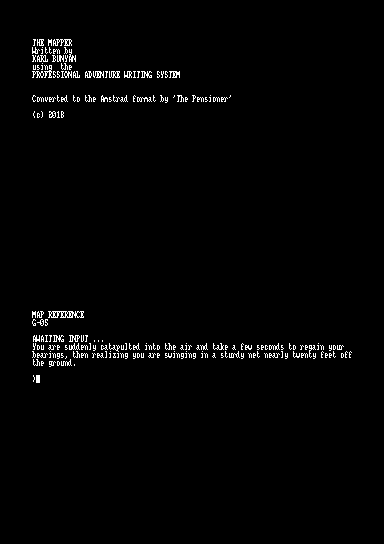 THE MAPPER
Written by
KARL BUNYAN
using the
PROFESSIONAL ADVENTURE WRITING SYSTEM
Converted to the Amstrad format by 'The Pensioner'
(c) 2018
MAP REFERENCE
G-05
AWAITING INPUT ...
You are suddenly catapulted into the air and take a few seconds to regain your
bearings, then realizing you are swinging in a sturdy net nearly twenty feet off
the ground.
>